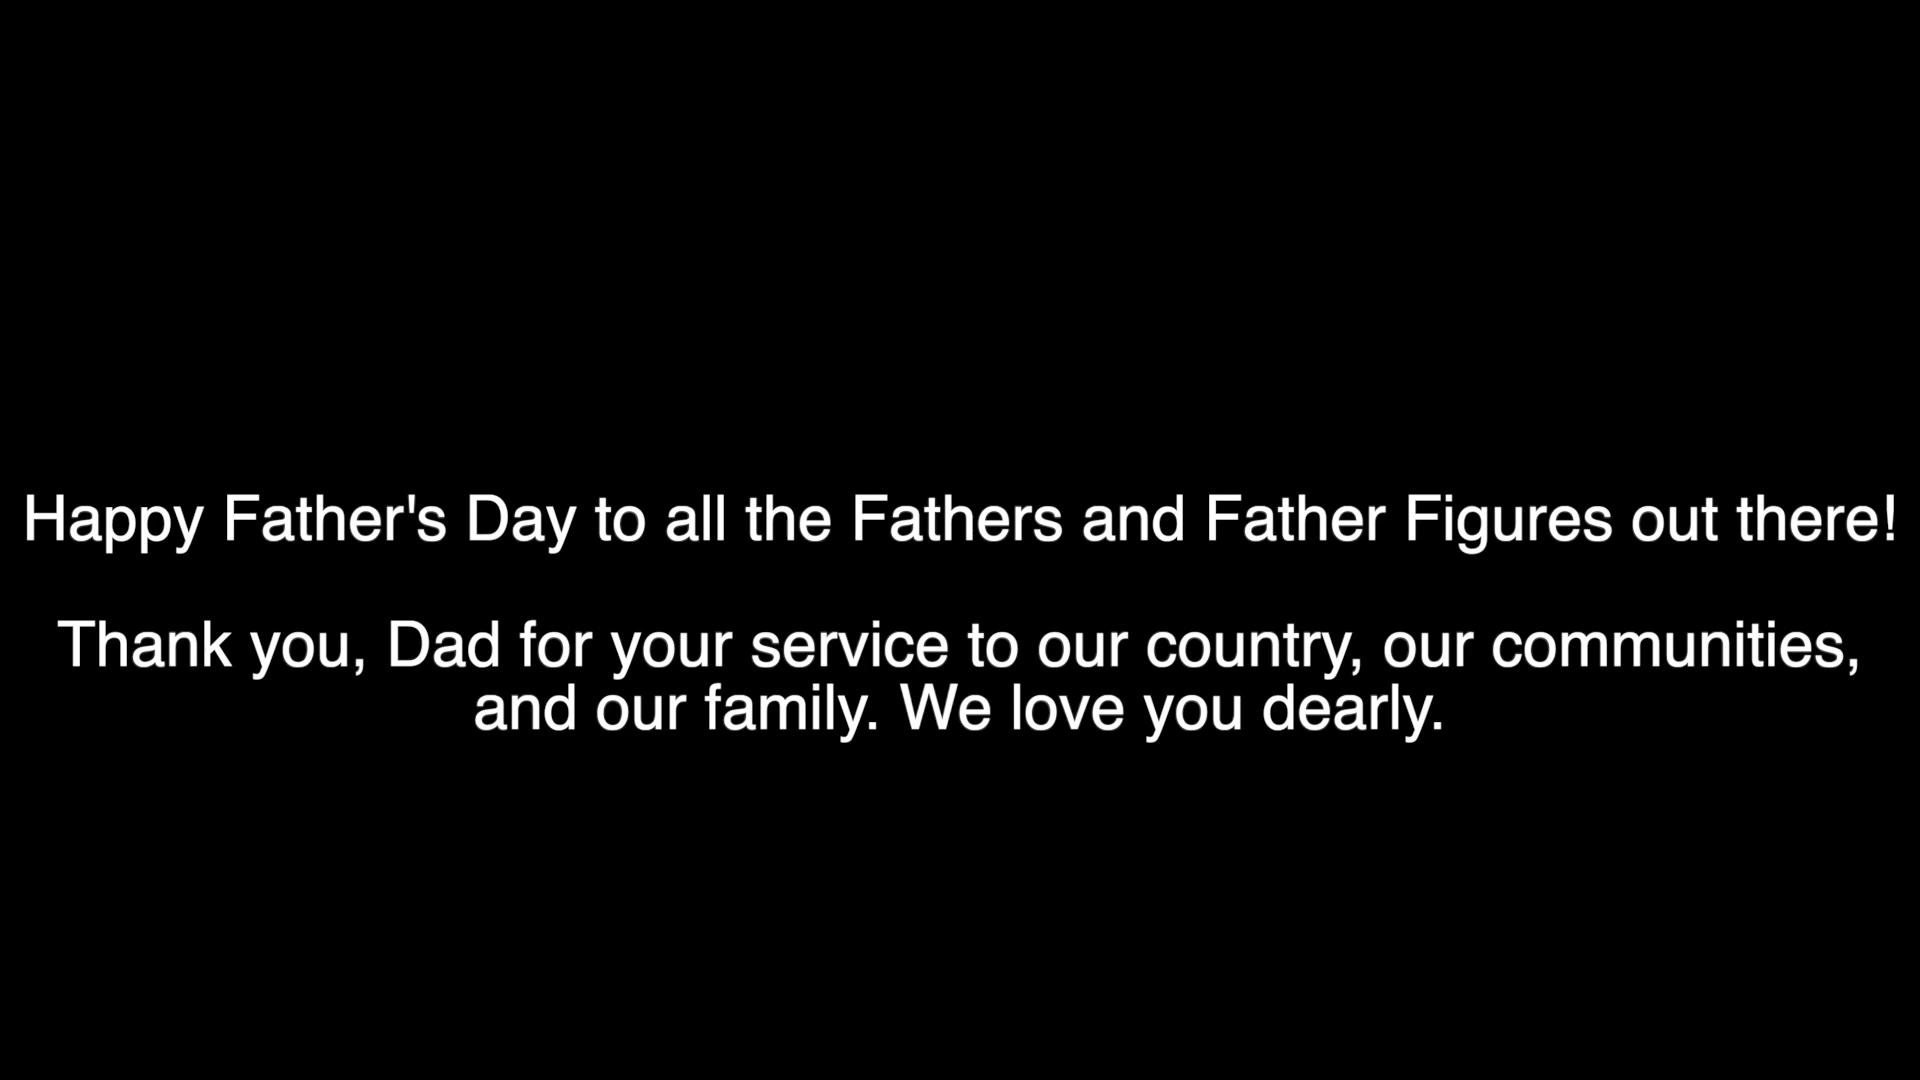 Happy Father's Day to all the Fathers and Father Figures out there!
Thank you, Dad for your service to our country, our communities,
and our family. We love you dearly.